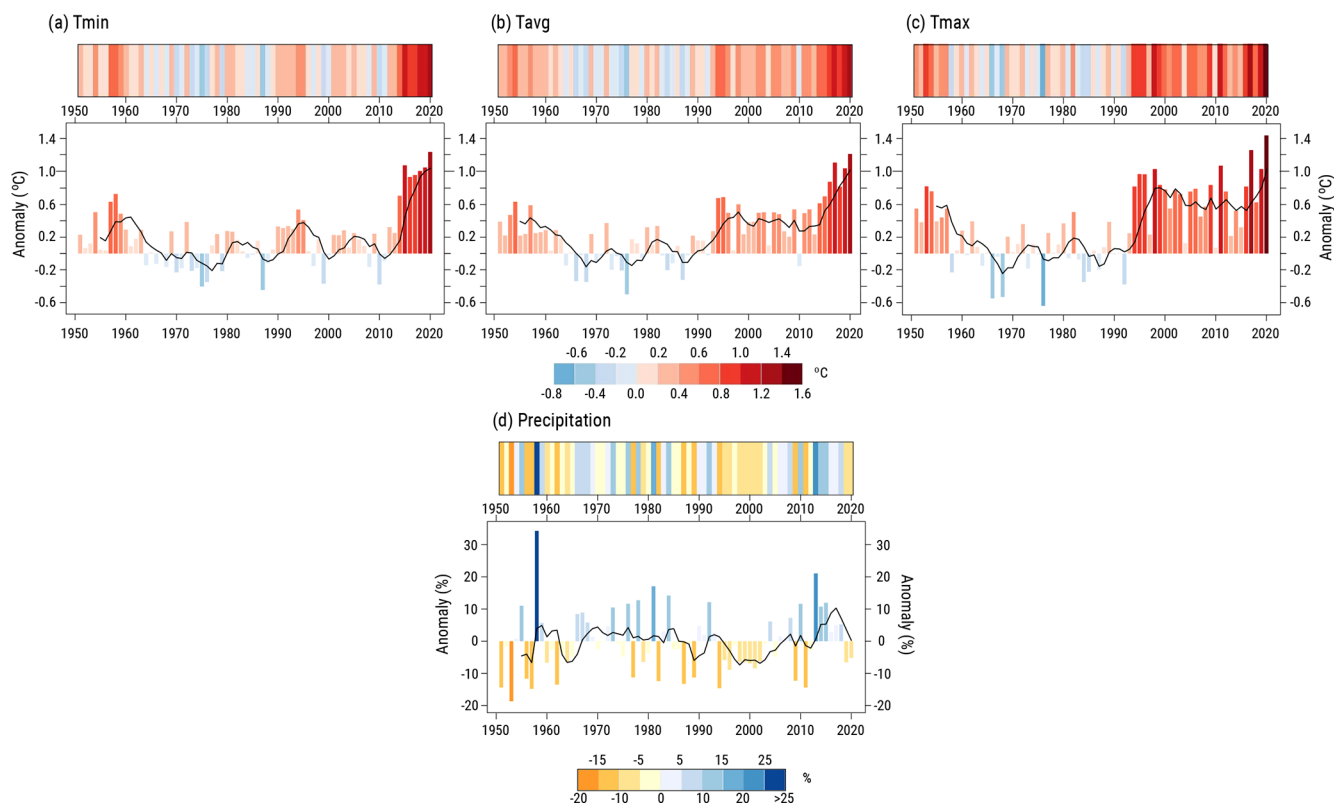 (a) Tmin (b) Tavg (c) Tmax
1950 1960 1970 1980 1990 2000 2010 2020 1950 1960 1970 1980 1990 2000 2010 2020 1950 1960 1970 1980 1990 2000 2010 2020
1.4 1.4 1.4 1.4
1.0 1.0 1.0 1.0
0.6 0.6 0.6 0.6
0.2 0.2 0.2 0.2
-0.2 -0.2 -0.2 -0.2
-0.6 -0.6 -0.6 -0.6
Anomaly (ºC) Anomaly (ºC)
1950 1960 1970 1980 1990 2000 2010 2020 1950 1960 1970 1980 1990 2000 2010 2020 1950 1960 1970 1980 1990 2000 2010 2020
-0.6 -0.2 0.2 0.6 1.0 1.4
ºC
-0.8 -0.4 0.0 0.4 0.8 1.2 1.6
(d) Precipitation
1950 1960 1970 1980 1990 2000 2010 2020
30 30
20 20
10 10
0 0
-10 -10
-20 -20
Anomaly (%) Anomaly (%)
1950 1960 1970 1980 1990 2000 2010 2020
-15 -5 5 15 25
%
-20 -10 0 10 20 >25